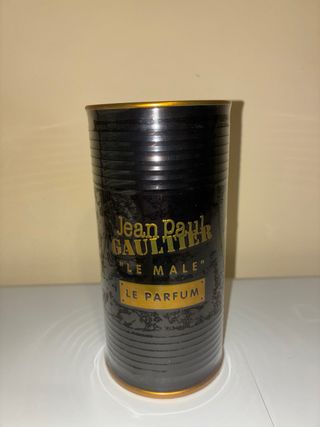 Jean Paul
GAULTIER
"LE MALE"
LE PARFUM